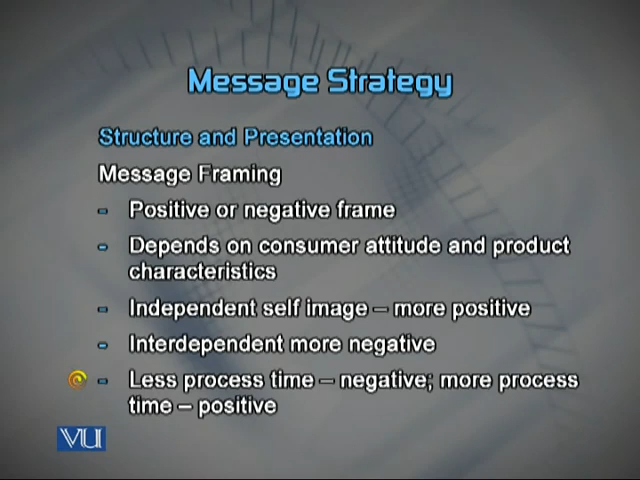 Message Strategy
Structure and Presentation
Message Framing
- Positive or negative frame
- Depends on consumer attitude and product
characteristics
- Independent self image – more positive
- Interdependent more negative
- Less process time – negative; more process
time – positive
VU